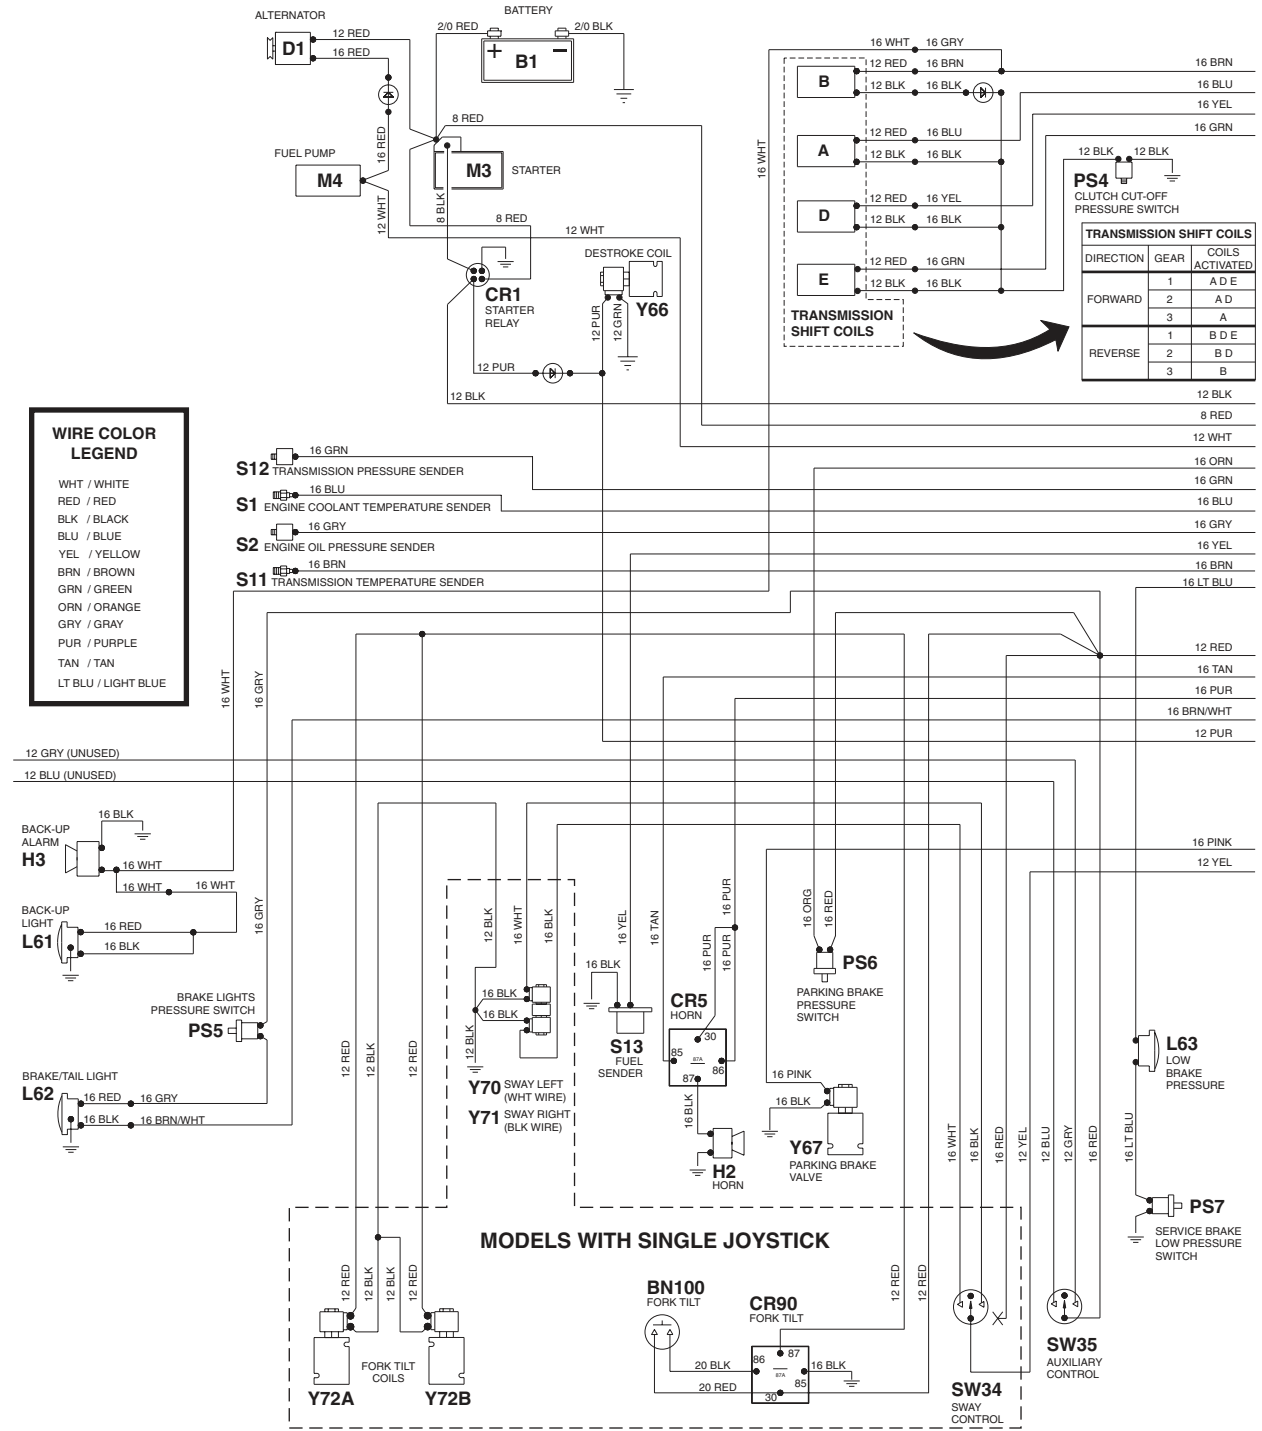 ALTERNATOR
D1
12 RED
16 RED
BATTERY
2/0 RED
2/0 BLK
+
−
B1
8 RED
16 RED
FUEL PUMP
M4
M3
STARTER
12 WHT
8 BLK
8 RED
12 WHT
CR1
STARTER
RELAY
DESTROKE COIL
Y66
12 PUR
12 GRN
12 PUR
12 BLK
16 WHT
16 WHT
16 GRY
B
12 RED
16 BRN
12 BLK
16 BLK
A
12 RED
16 BLU
12 BLK
16 BLK
D
12 RED
16 YEL
12 BLK
16 BLK
E
12 RED
16 GRN
12 BLK
16 BLK
TRANSMISSION
SHIFT COILS
16 BRN
16 BLU
16 YEL
16 GRN
12 BLK
12 BLK
PS4
CLUTCH CUT-OFF
PRESSURE SWITCH
TRANSMISSION SHIFT COILS
DIRECTION
GEAR
COILS
ACTIVATED
FORWARD
1
A D E
2
A D
3
A
REVERSE
1
B D E
2
B D
3
B
12 BLK
8 RED
12 WHT
16 ORN
16 GRN
16 BLU
16 GRY
16 YEL
16 BRN
16 LT BLU
12 RED
16 TAN
16 PUR
16 BRN/WHT
12 PUR
16 PINK
12 YEL
WIRE COLOR
LEGEND
WHT / WHITE
RED / RED
BLK / BLACK
BLU / BLUE
YEL / YELLOW
BRN / BROWN
GRN / GREEN
ORN / ORANGE
GRY / GRAY
PUR / PURPLE
TAN / TAN
LT BLU / LIGHT BLUE
16 GRN
S12 TRANSMISSION PRESSURE SENDER
16 BLU
S1 ENGINE COOLANT TEMPERATURE SENDER
16 GRY
S2 ENGINE OIL PRESSURE SENDER
16 BRN
S11 TRANSMISSION TEMPERATURE SENDER
16 WHT
16 GRY
12 GRY (UNUSED)
12 BLU (UNUSED)
16 BLK
BACK-UP
ALARM
H3
16 WHT
16 WHT
16 WHT
BACK-UP
LIGHT
L61
16 RED
16 BLK
16 GRY
BRAKE LIGHTS
PRESSURE SWITCH
PS5
BRAKE/TAIL LIGHT
L62
16 RED
16 GRY
16 BLK
16 BRN/WHT
12 RED
12 BLK
12 RED
12 BLK
16 WHT
16 BLK
16 BLK
16 BLK
12 BLK
Y70 SWAY LEFT
(WHT WIRE)
Y71 SWAY RIGHT
(BLK WIRE)
16 YEL
16 TAN
16 BLK
S13
FUEL
SENDER
16 PUR
16 PUR
16 PUR
CR5
HORN
30
85
87A
86
87
16 BLK
H2
HORN
16 ORG
16 RED
PS6
PARKING BRAKE
PRESSURE
SWITCH
16 PINK
16 BLK
Y67
PARKING BRAKE
VALVE
L63
LOW
BRAKE
PRESSURE
16 LT BLU
PS7
SERVICE BRAKE
LOW PRESSURE
SWITCH
16 WHT
16 BLK
16 RED
12 YEL
12 BLU
12 GRY
16 RED
MODELS WITH SINGLE JOYSTICK
12 RED
12 BLK
12 BLK
12 RED
Y72A
FORK TILT
COILS
Y72B
BN100
FORK TILT
CR90
FORK TILT
12 RED
12 RED
86
87
87A
85
30
20 BLK
20 RED
16 BLK
SW34
SWAY
CONTROL
SW35
AUXILIARY
CONTROL